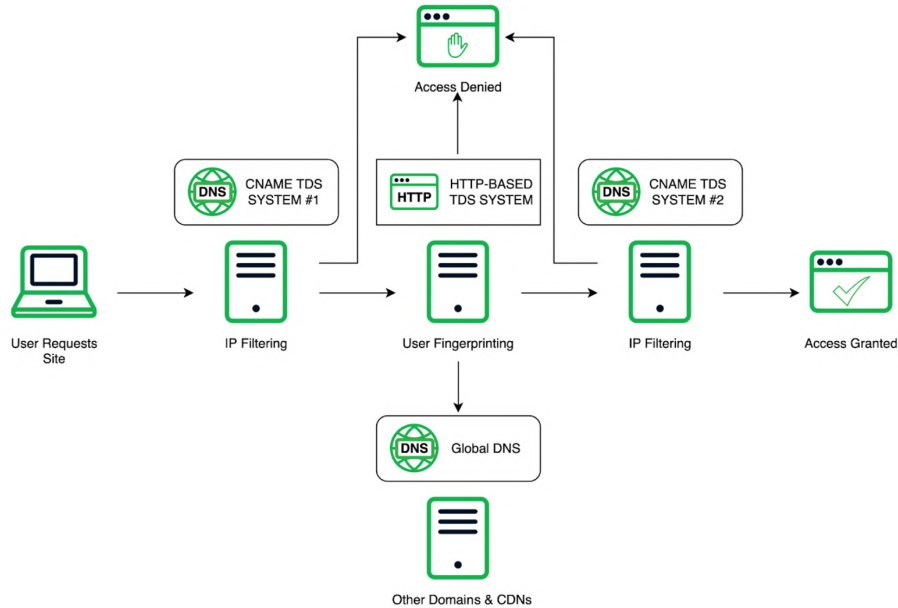 Access Denied
DNS
CNAME TDS
SYSTEM #1
HTTP
HTTP-BASED
TDS SYSTEM
DNS
CNAME TDS
SYSTEM #2
User Requests
Site
IP Filtering
User Fingerprinting
IP Filtering
Access Granted
DNS
Global DNS
Other Domains & CDNs